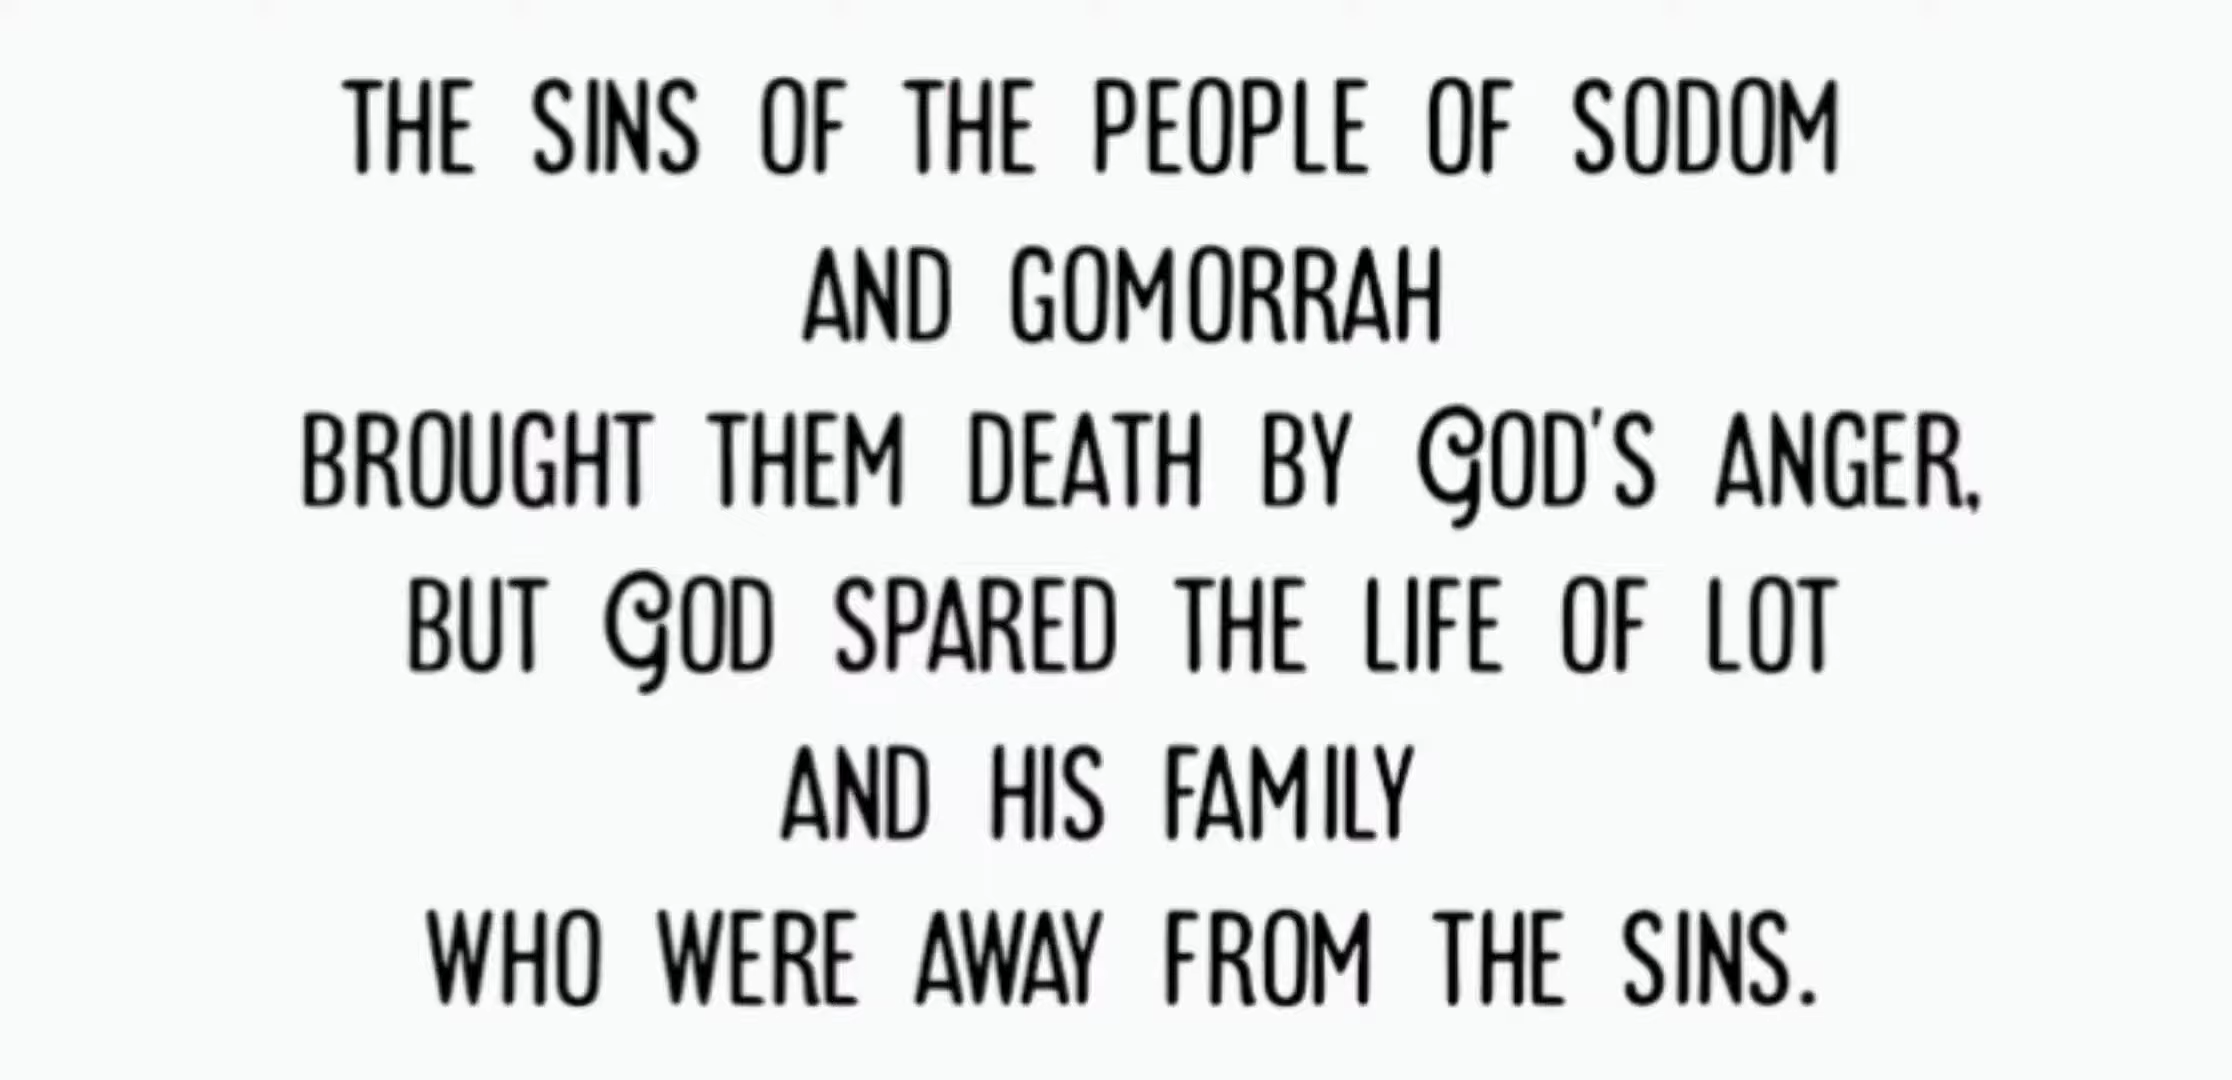 THE SINS OF THE PEOPLE OF SODOM
AND GOMORRAH
BROUGHT THEM DEATH BY GOD'S ANGER,
BUT GOD SPARED THE LIFE OF LOT
AND HIS FAMILY
WHO WERE AWAY FROM THE SINS.